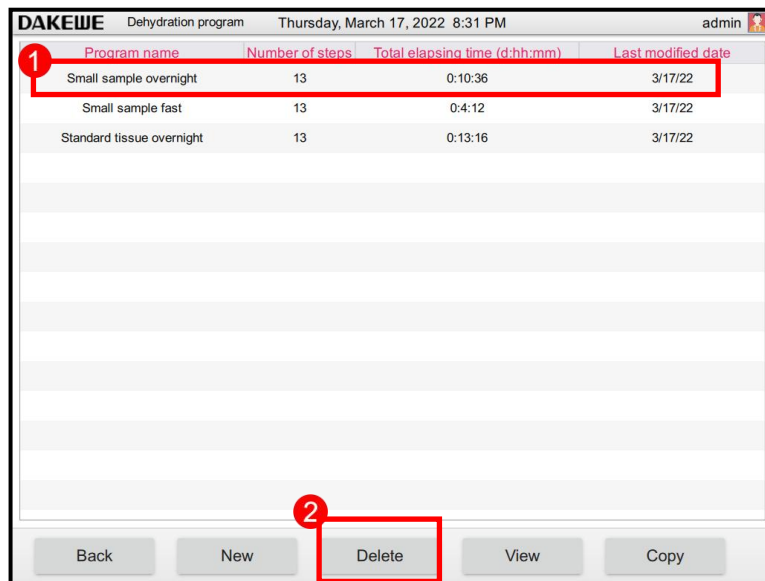 DAKEWE Dehydration program Thursday, March 17, 2022 8:31 PM admin
1
Program name Number of steps Total elapsing time (d:hh:mm) Last modified date
Small sample overnight 13 0:10:36 3/17/22
Small sample fast 13 0:4:12 3/17/22
Standard tissue overnight 13 0:13:16 3/17/22
2
Back New Delete View Copy